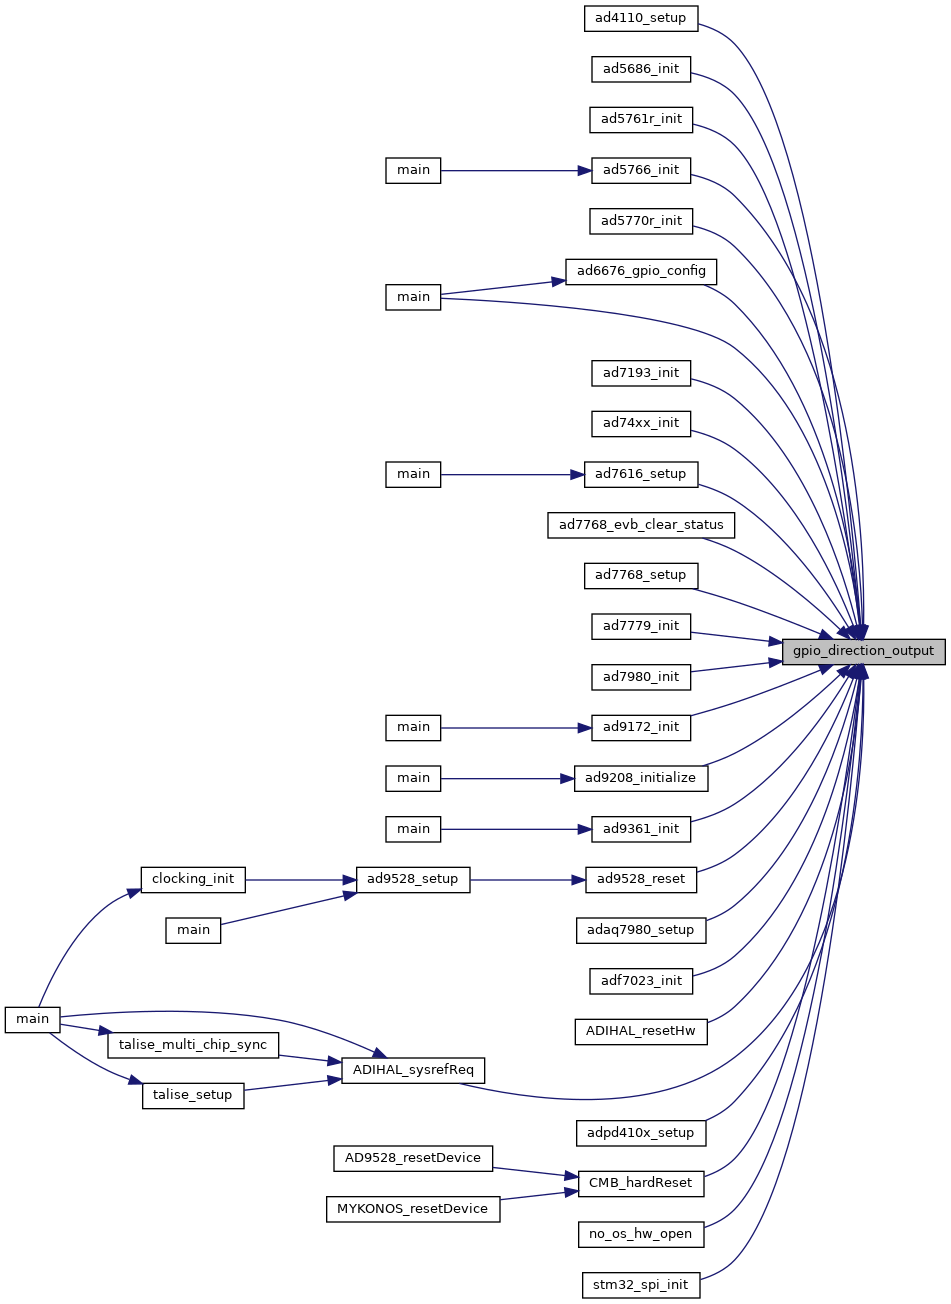 ad4110_setup
ad5686_init
ad5761r_init
main
ad5766_init
ad5770r_init
ad6676_gpio_config
main
ad7193_init
ad74xx_init
main
ad7616_setup
ad7768_evb_clear_status
ad7768_setup
ad7779_init
gpio_direction_output
ad7980_init
main
ad9172_init
main
ad9208_initialize
main
ad9361_init
clocking_init
ad9528_setup
ad9528_reset
main
adaq7980_setup
adf7023_init
main
ADIHAL_resetHw
talise_multi_chip_sync
ADIHAL_sysrefReq
talise_setup
adpd410x_setup
AD9528_resetDevice
CMB_hardReset
MYKONOS_resetDevice
no_os_hw_open
stm32_spi_init